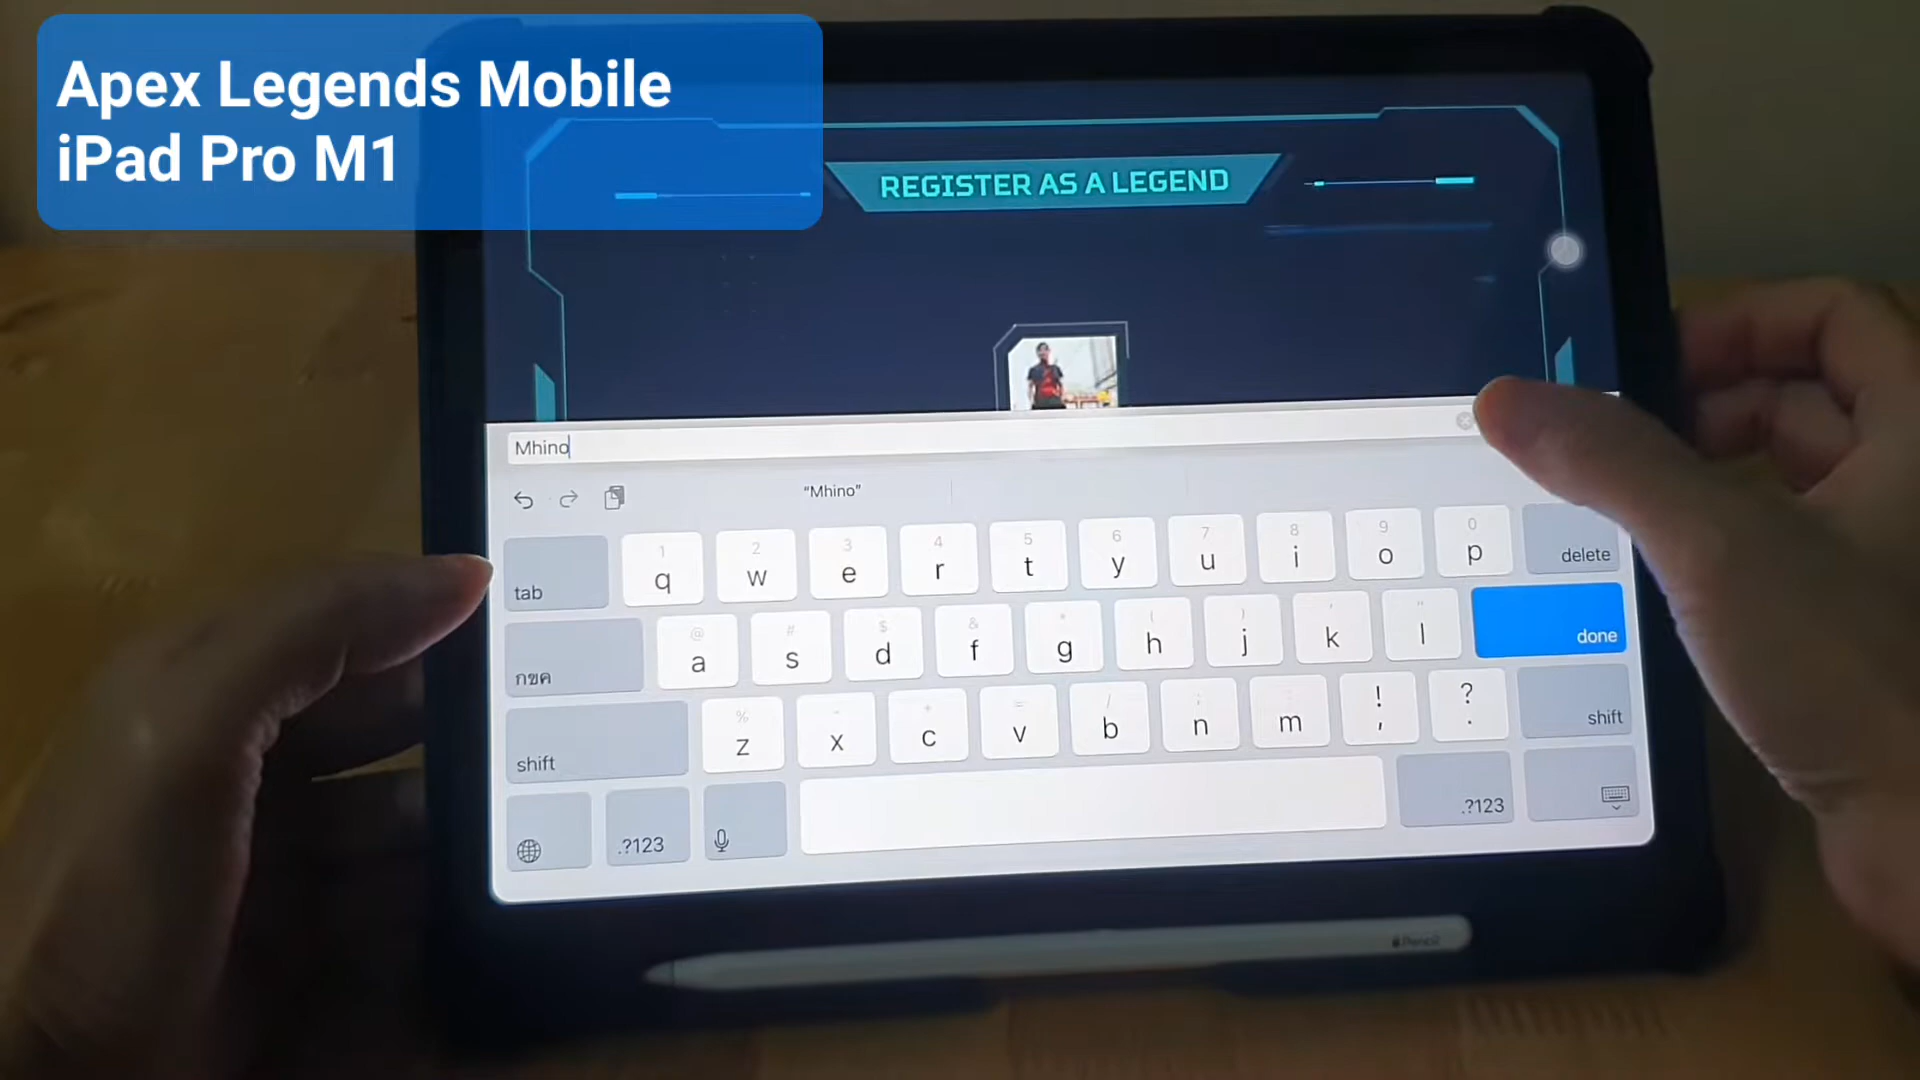 Apex Legends Mobile
iPad Pro M1
REGISTER AS A LEGEND
Mhino
“Mhino”
1 2 3 4 5 6 7 8 9 0
tab q w e r t y u i o p delete
@ # $ & * ( ) ' "
กขค a s d f g h j k l done
% - + = / ; : ! ?
shift z x c v b n m , . shift
.?123 .?123
Pencil